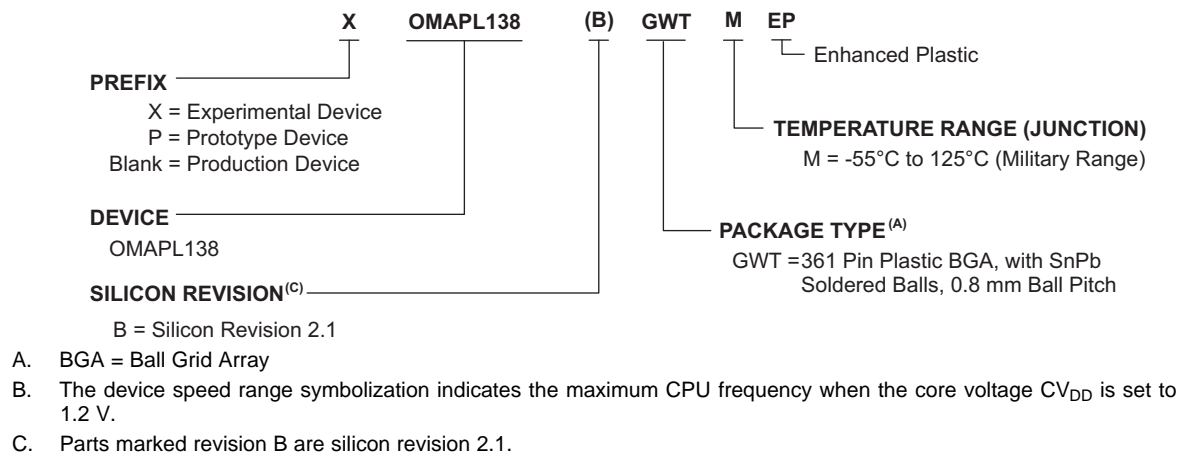 X OMAPL138 (B) GWT M EP
Enhanced Plastic
PREFIX
X = Experimental Device
P = Prototype Device
Blank = Production Device
TEMPERATURE RANGE (JUNCTION)
M = -55°C to 125°C (Military Range)
DEVICE
OMAPL138
PACKAGE TYPE(A)
GWT =361 Pin Plastic BGA, with SnPb
Soldered Balls, 0.8 mm Ball Pitch
SILICON REVISION(C)
B = Silicon Revision 2.1
A. BGA = Ball Grid Array
B. The device speed range symbolization indicates the maximum CPU frequency when the core voltage CVDD is set to
1.2 V.
C. Parts marked revision B are silicon revision 2.1.